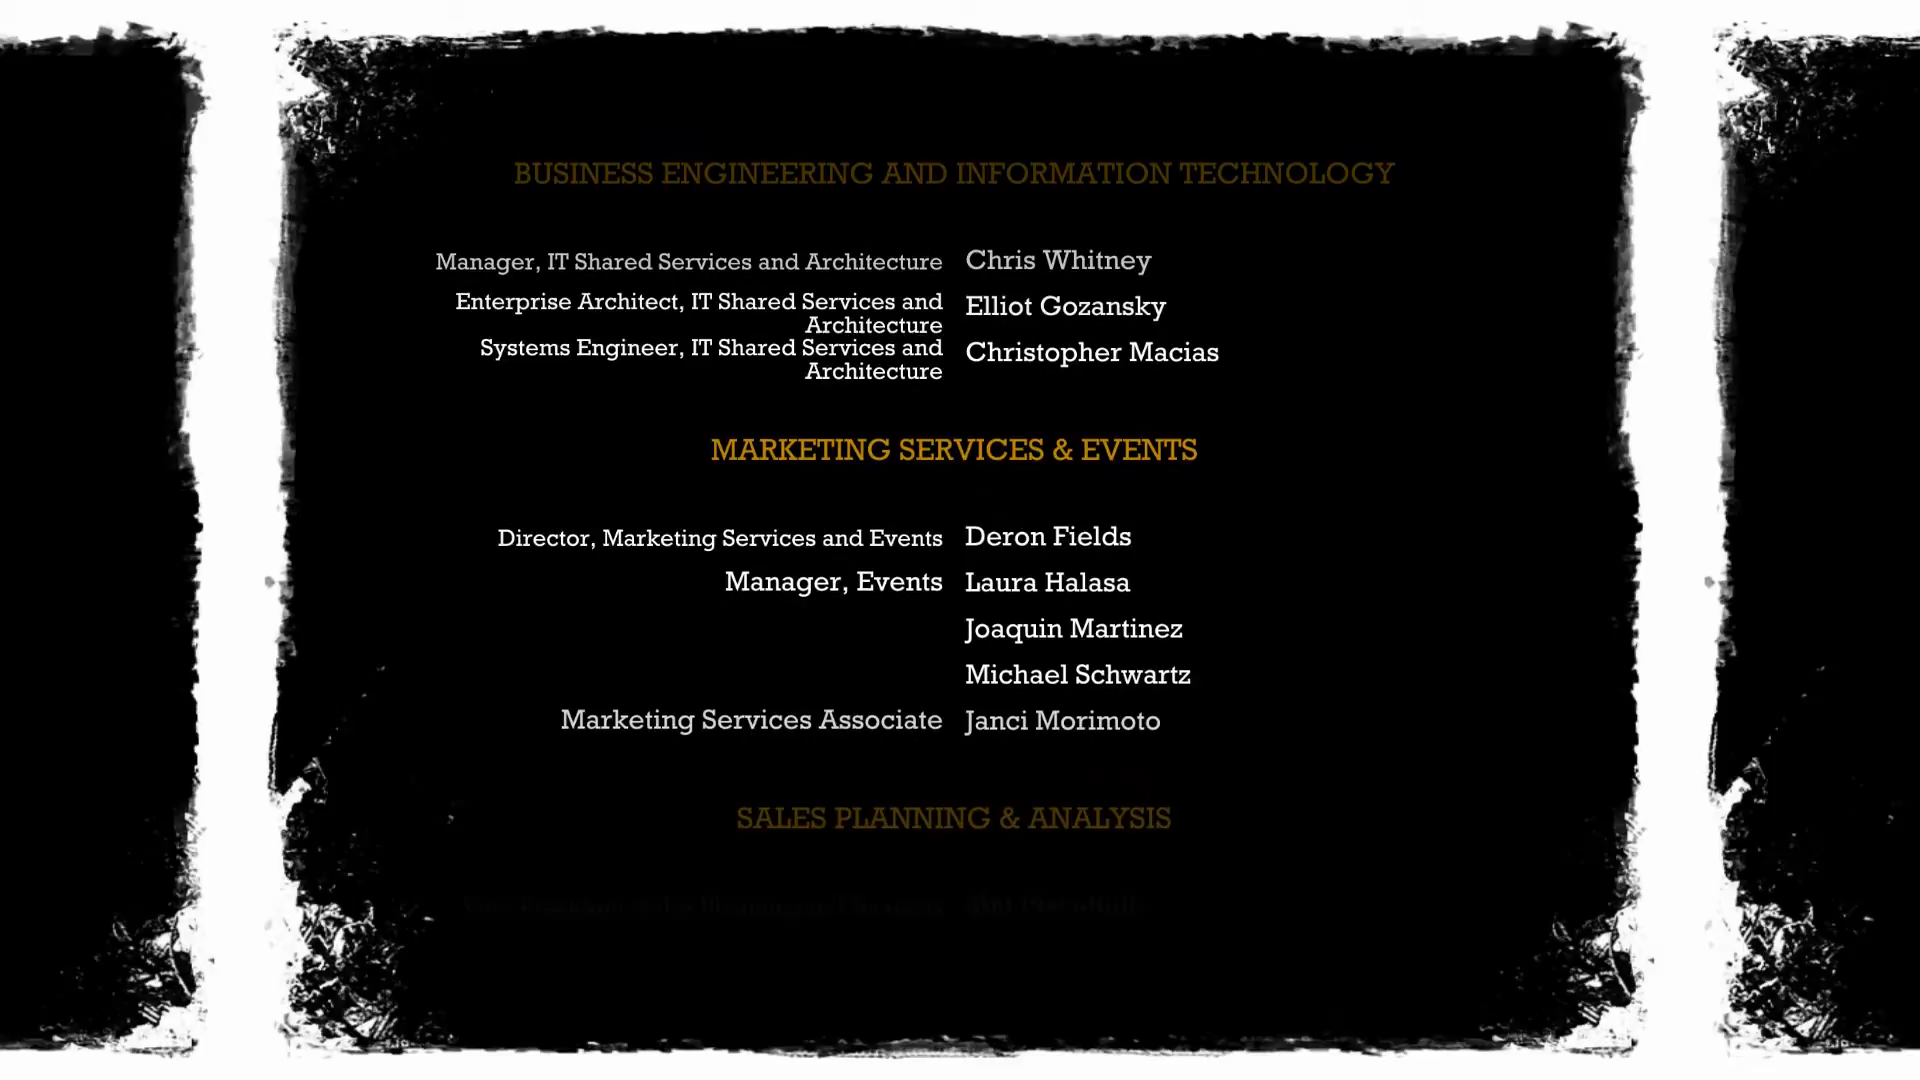 BUSINESS ENGINEERING AND INFORMATION TECHNOLOGY
Manager, IT Shared Services and Architecture Chris Whitney
Enterprise Architect, IT Shared Services and
Architecture Elliot Gozansky
Systems Engineer, IT Shared Services and
Architecture Christopher Macias
MARKETING SERVICES & EVENTS
Director, Marketing Services and Events Deron Fields
Manager, Events Laura Halasa
Joaquin Martinez
Michael Schwartz
Marketing Services Associate Janci Morimoto
SALES PLANNING & ANALYSIS